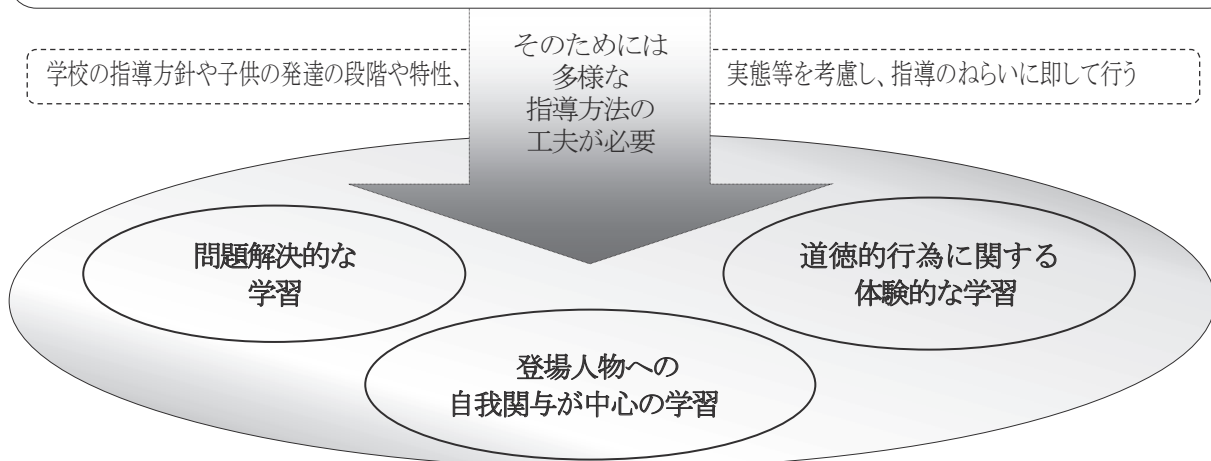 そのためには
多様な
指導方法の
工夫が必要
学校の指導方針や子供の発達の段階や特性、
実態等を考慮し、指導のねらいに即して行う
問題解決的な
学習
道徳的行為に関する
体験的な学習
登場人物への
自我関与が中心の学習